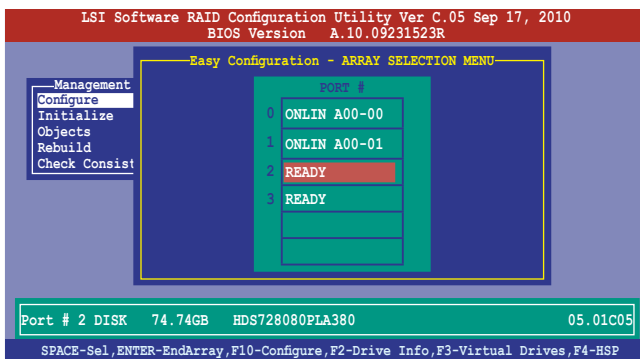 LSI Software RAID Configuration Utility Ver C.05 Sep 17, 2010
BIOS Version A.10.09231523R
Easy Configuration - ARRAY SELECTION MENU
Management
Configure
Initialize
Objects
Rebuild
Check Consist
PORT #
0 ONLIN A00-00
1 ONLIN A00-01
2 READY
3 READY
Port # 2 DISK 74.74GB HDS728080PLA380 05.01C05
SPACE-Sel,ENTER-EndArray,F10-Configure,F2-Drive Info,F3-Virtual Drives,F4-HSP